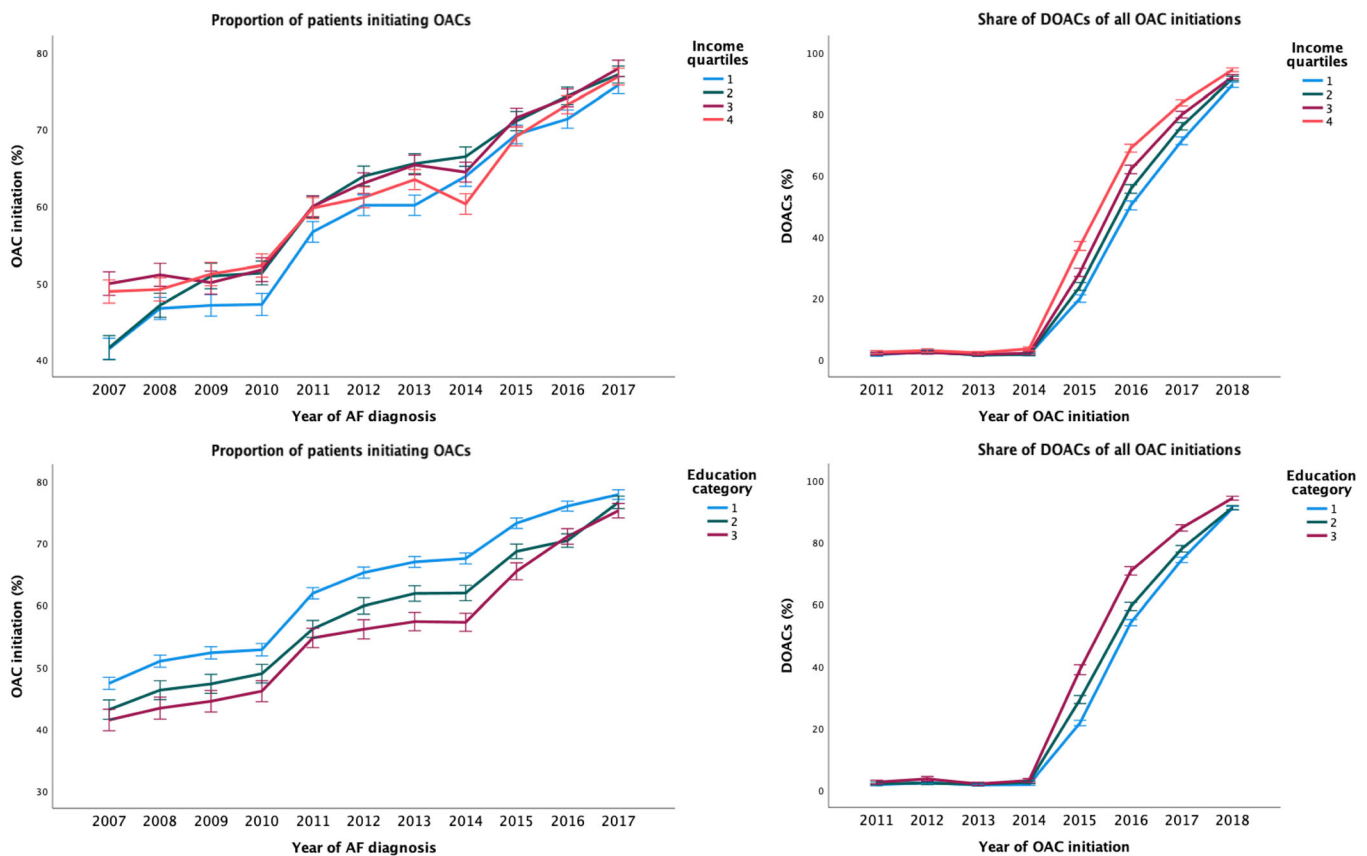 Proportion of patients initiating OACs
80
70
60
50
40
OAC initiation (%)
2007 2008 2009 2010 2011 2012 2013 2014 2015 2016 2017
Year of AF diagnosis
Income
quartiles
1
2
3
4
Share of DOACs of all OAC initiations
100
80
60
40
20
0
DOACs (%)
2011 2012 2013 2014 2015 2016 2017 2018
Year of OAC initiation
Income
quartiles
1
2
3
4
Proportion of patients initiating OACs
80
70
60
50
40
30
OAC initiation (%)
2007 2008 2009 2010 2011 2012 2013 2014 2015 2016 2017
Year of AF diagnosis
Education
category
1
2
3
Share of DOACs of all OAC initiations
100
80
60
40
20
0
DOACs (%)
2011 2012 2013 2014 2015 2016 2017 2018
Year of OAC initiation
Education
category
1
2
3